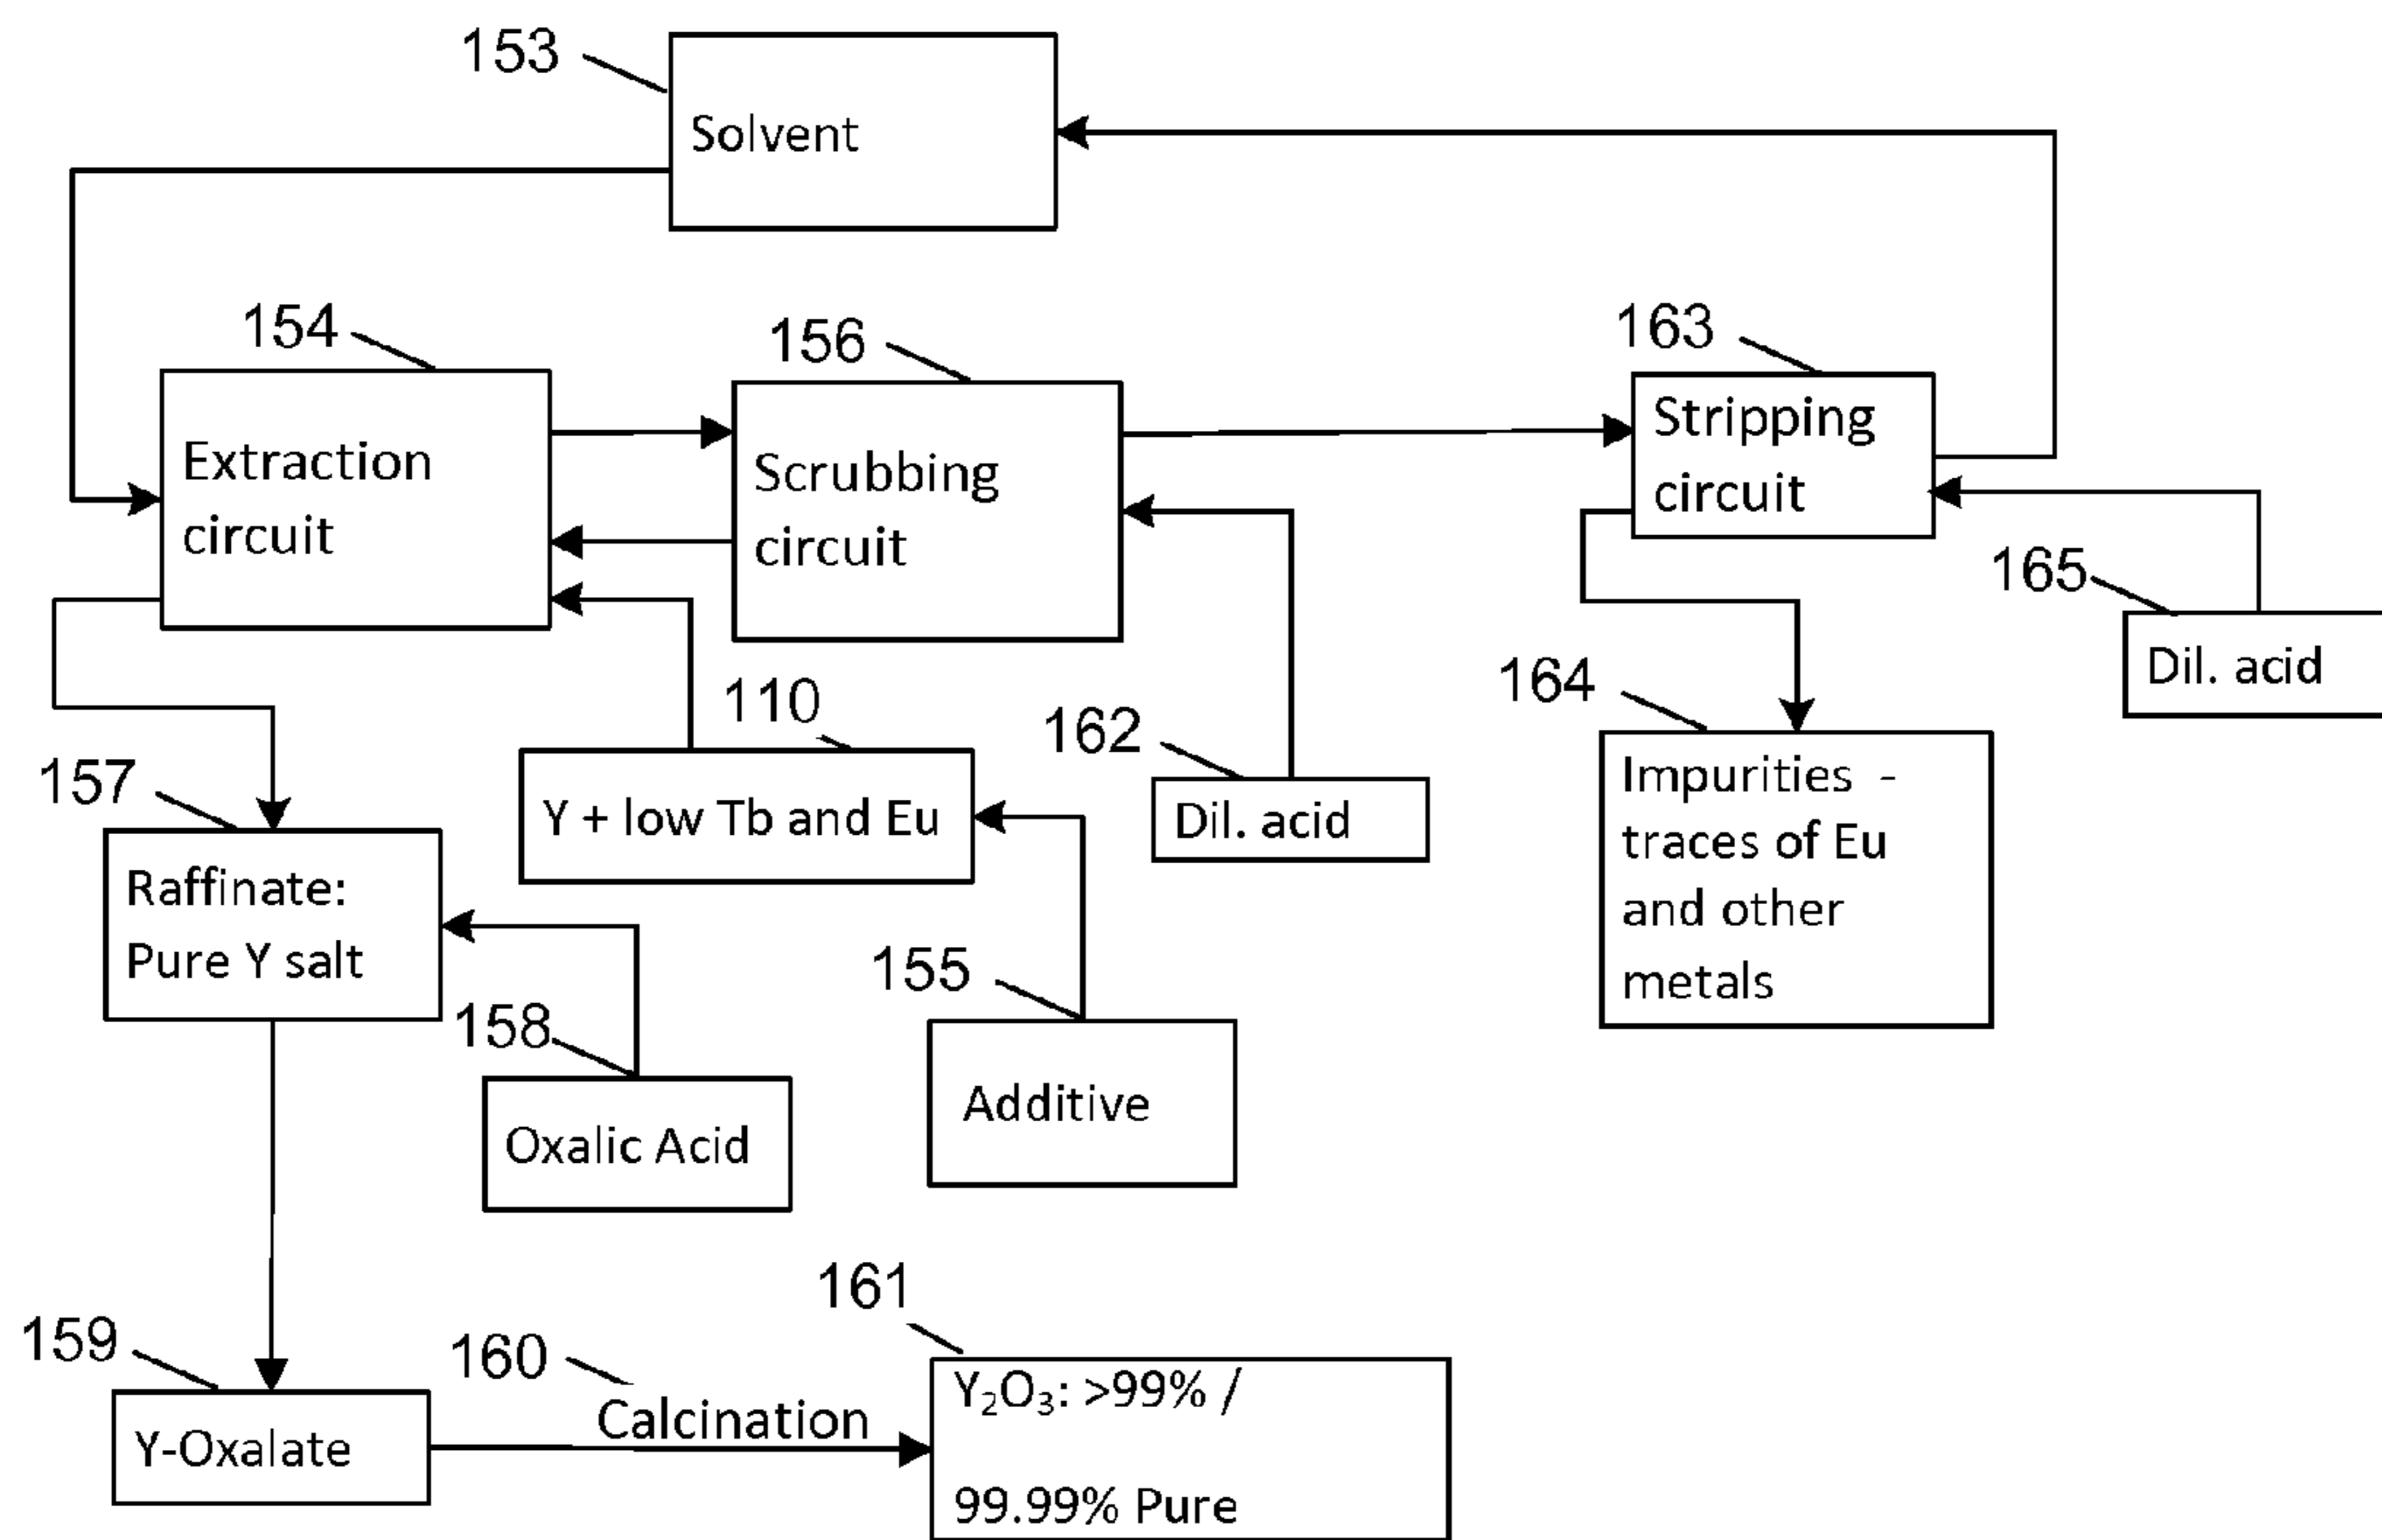 153
Solvent
154
156
163
Extraction
circuit
Scrubbing
circuit
Stripping
circuit
165
Dil. acid
110
162
164
157
Y + low Tb and Eu
Dil. acid
Impurities -
traces of Eu
and other
metals
Raffinate:
Pure Y salt
155
158
Additive
Oxalic Acid
161
159
160
Y₂O₃: >99% /
Calcination
Y-Oxalate
99.99% Pure